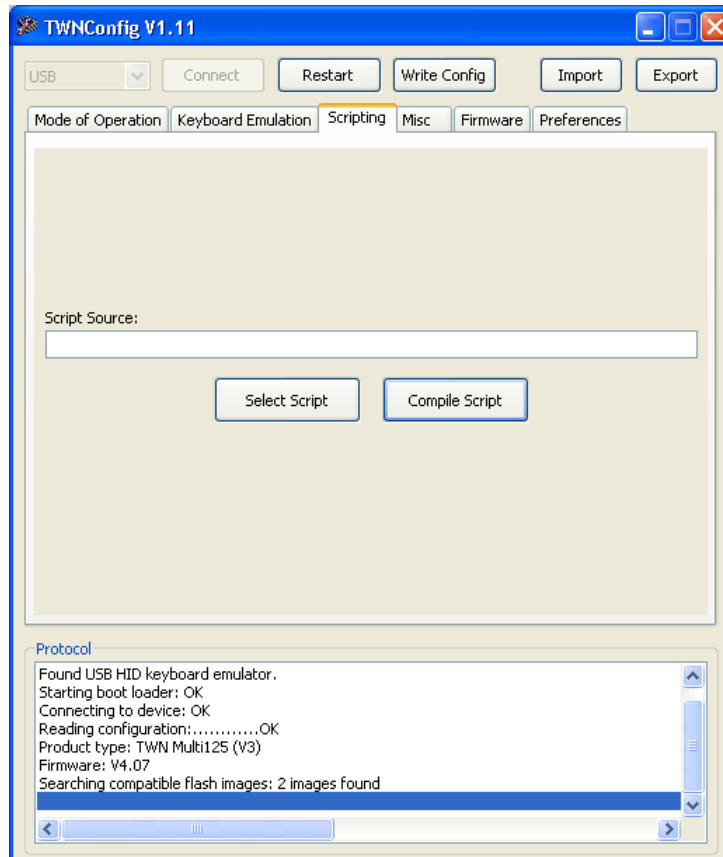 TWNConfig V1.11
USB Connect Restart Write Config Import Export
Mode of Operation Keyboard Emulation Scripting Misc Firmware Preferences
Script Source:
Select Script Compile Script
Protocol
Found USB HID keyboard emulator.
Starting boot loader: OK
Connecting to device: OK
Reading configuration:............OK
Product type: TWN Multi125 (V3)
Firmware: V4.07
Searching compatible flash images: 2 images found